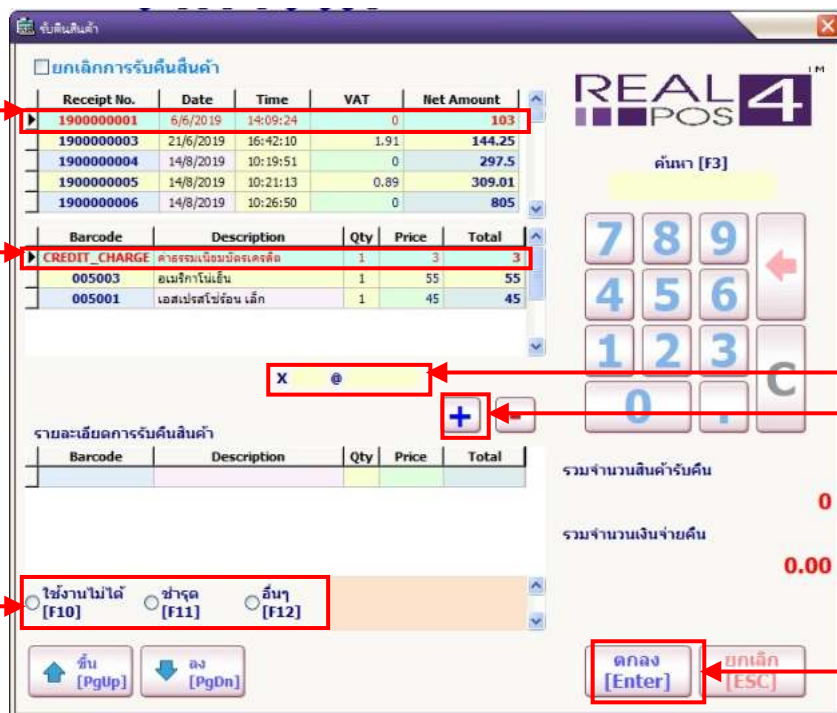 รับคืนสินค้า
ยกเลิกการรับคืนสินค้า
Receipt No. Date Time VAT Net Amount
1900000001 6/6/2019 14:09:24 0 103
1900000003 21/6/2019 16:42:10 1.91 144.25
1900000004 14/8/2019 10:19:51 0 297.5
1900000005 14/8/2019 10:21:13 0.89 309.01
1900000006 14/8/2019 10:26:50 0 805
REAL POS 4 TM
ค้นหา [F3]
Barcode Description Qty Price Total
CREDIT_CHARGE ค่าธรรมเนียมบัตรเครดิต 1 3 3
005003 อเมริกาโน่เย็น 1 55 55
005001 เอสเปรสโซ่ร้อน เล็ก 1 45 45
7 8 9
4 5 6
1 2 3 C
0 .
X @
+ -
รายละเอียดการรับคืนสินค้า
Barcode Description Qty Price Total
รวมจำนวนสินค้ารับคืน
0
รวมจำนวนเงินจ่ายคืน
0.00
ใช้งานไม่ได้ [F10] ชำรุด [F11] อื่นๆ [F12]
ขึ้น [PgUp] ลง [PgDn]
ตกลง [Enter] ยกเลิก [ESC]